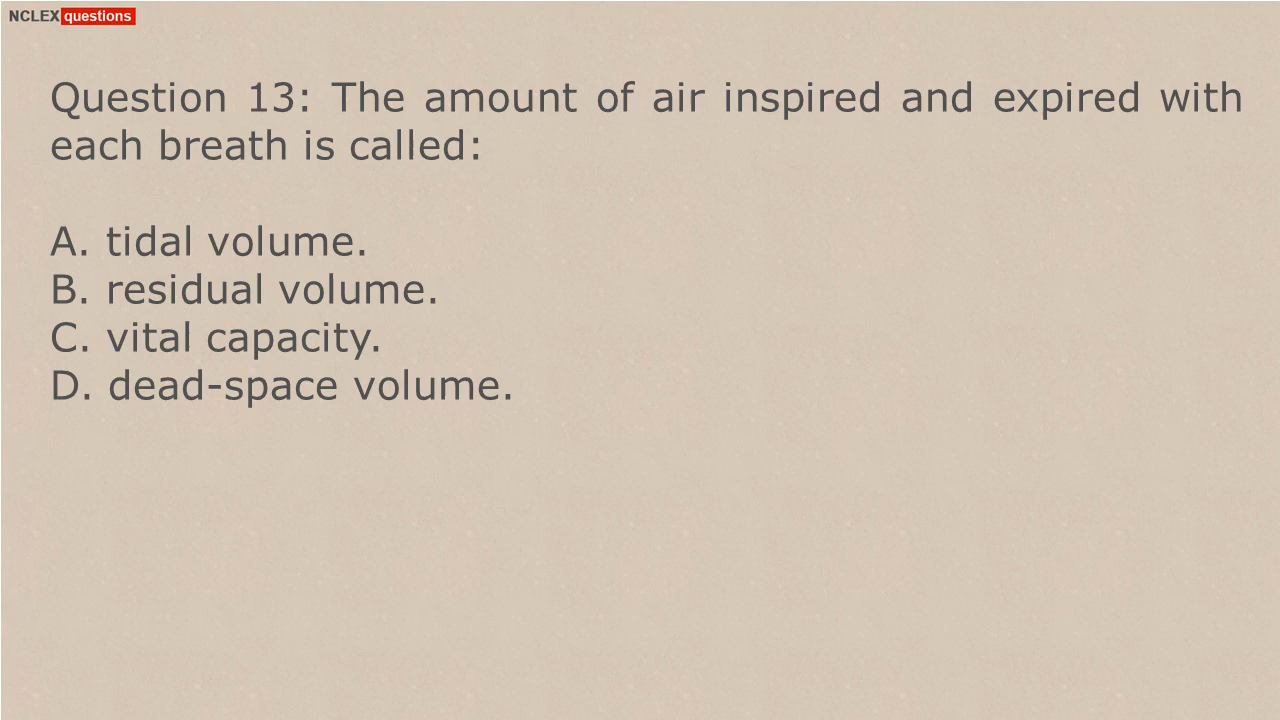 NCLEX questions
Question 13: The amount of air inspired and expired with
each breath is called:
A. tidal volume.
B. residual volume.
C. vital capacity.
D. dead-space volume.